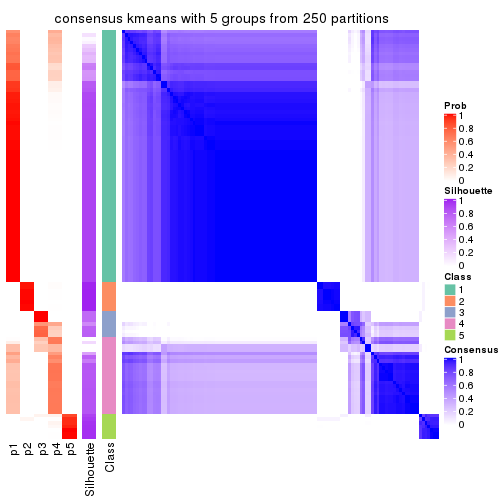 consensus kmeans with 5 groups from 250 partitions
Prob
1
0.8
0.6
0.4
0.2
0
Silhouette
1
0.8
0.6
0.4
0.2
0
Class
1
2
3
4
5
Consensus
1
0.8
0.6
0.4
0.2
0
p1
p2
p3
p4
p5
Silhouette
Class